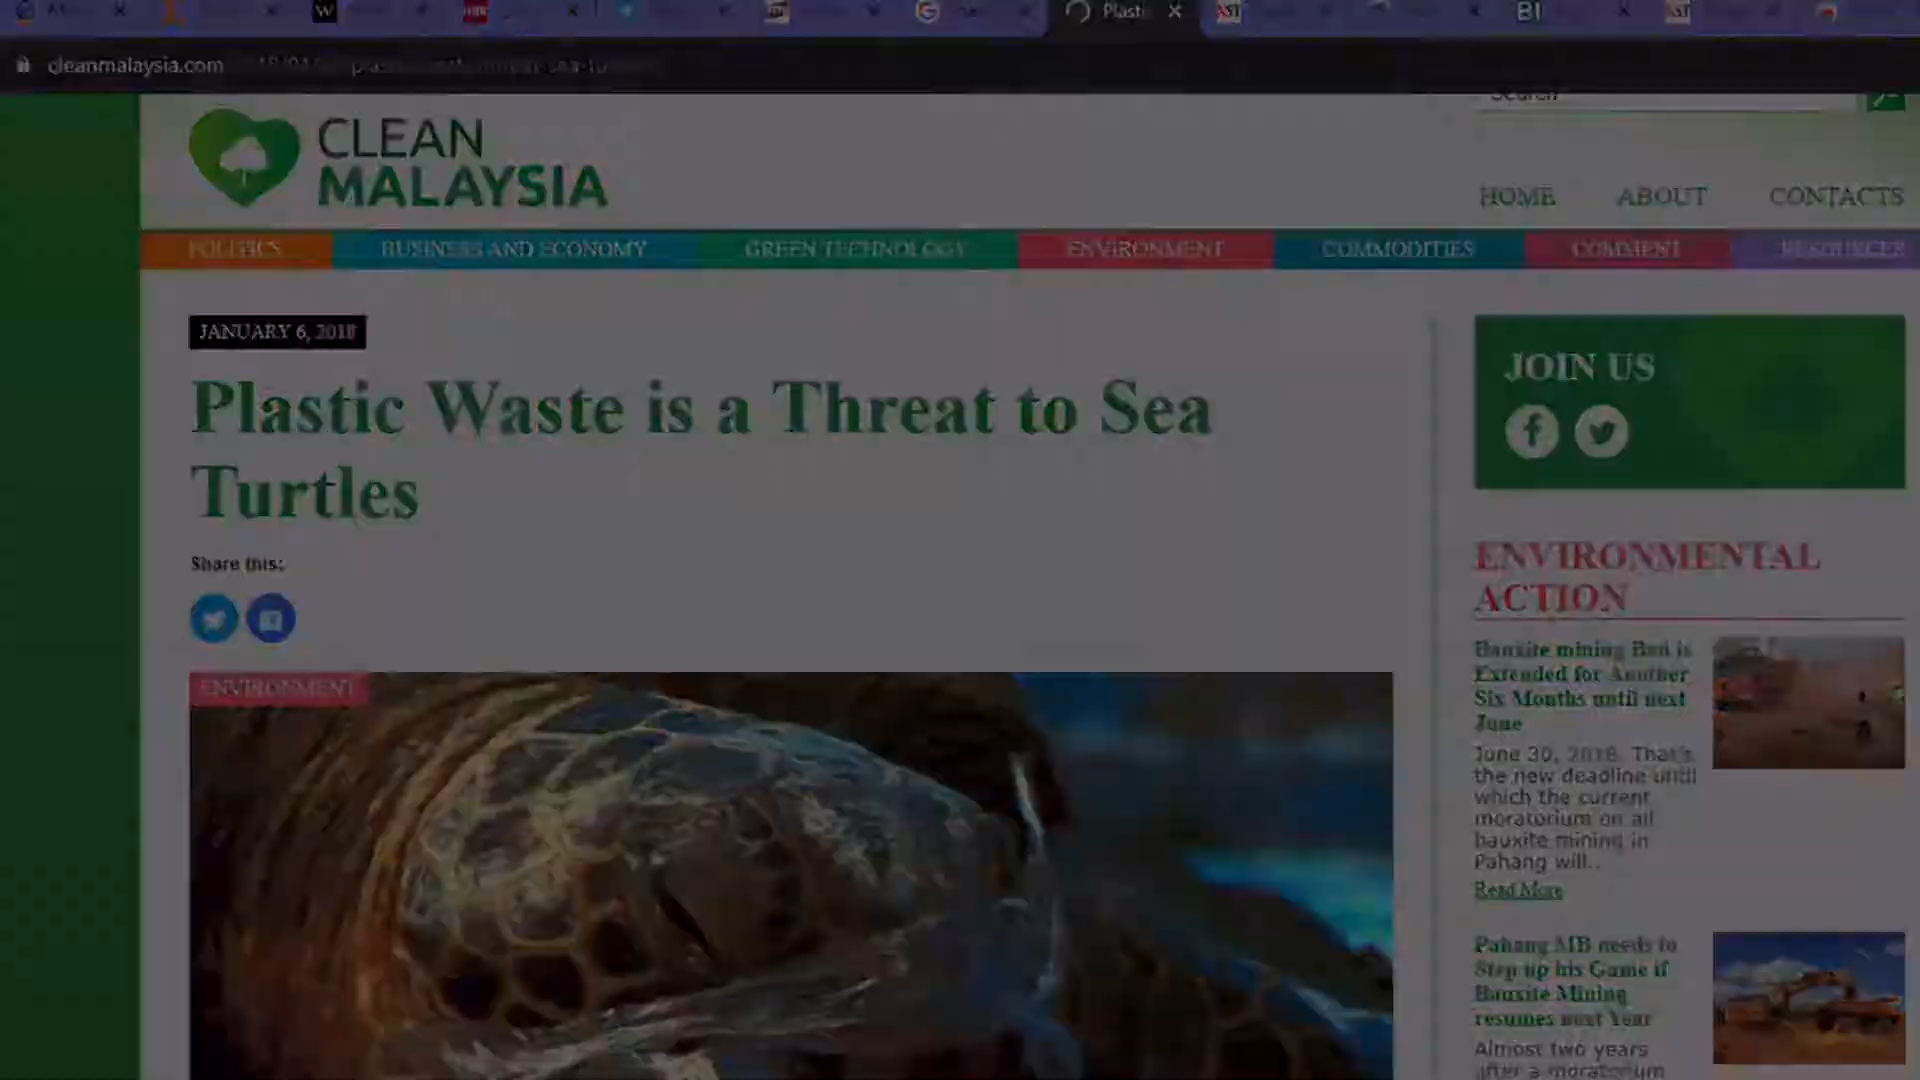 Plasti
cleanmalaysia.com
Search
CLEAN
MALAYSIA
HOME ABOUT CONTACTS
POLITICS BUSINESS AND ECONOMY GREEN TECHNOLOGY ENVIRONMENT COMMODITIES COMMENT RESOURCES
JANUARY 6, 2018
Plastic Waste is a Threat to Sea
Turtles
Share this:
ENVIRONMENT
JOIN US
ENVIRONMENTAL
ACTION
Bauxite mining Ban is
Extended for Another
Six Months until next
June
June 30, 2018. That's
the new deadline until
which the current
moratorium on all
bauxite mining in
Pahang will..
Read More
Pahang MB needs to
Step up his Game if
Bauxite Mining
resumes next Year
Almost two years
after a moratorium